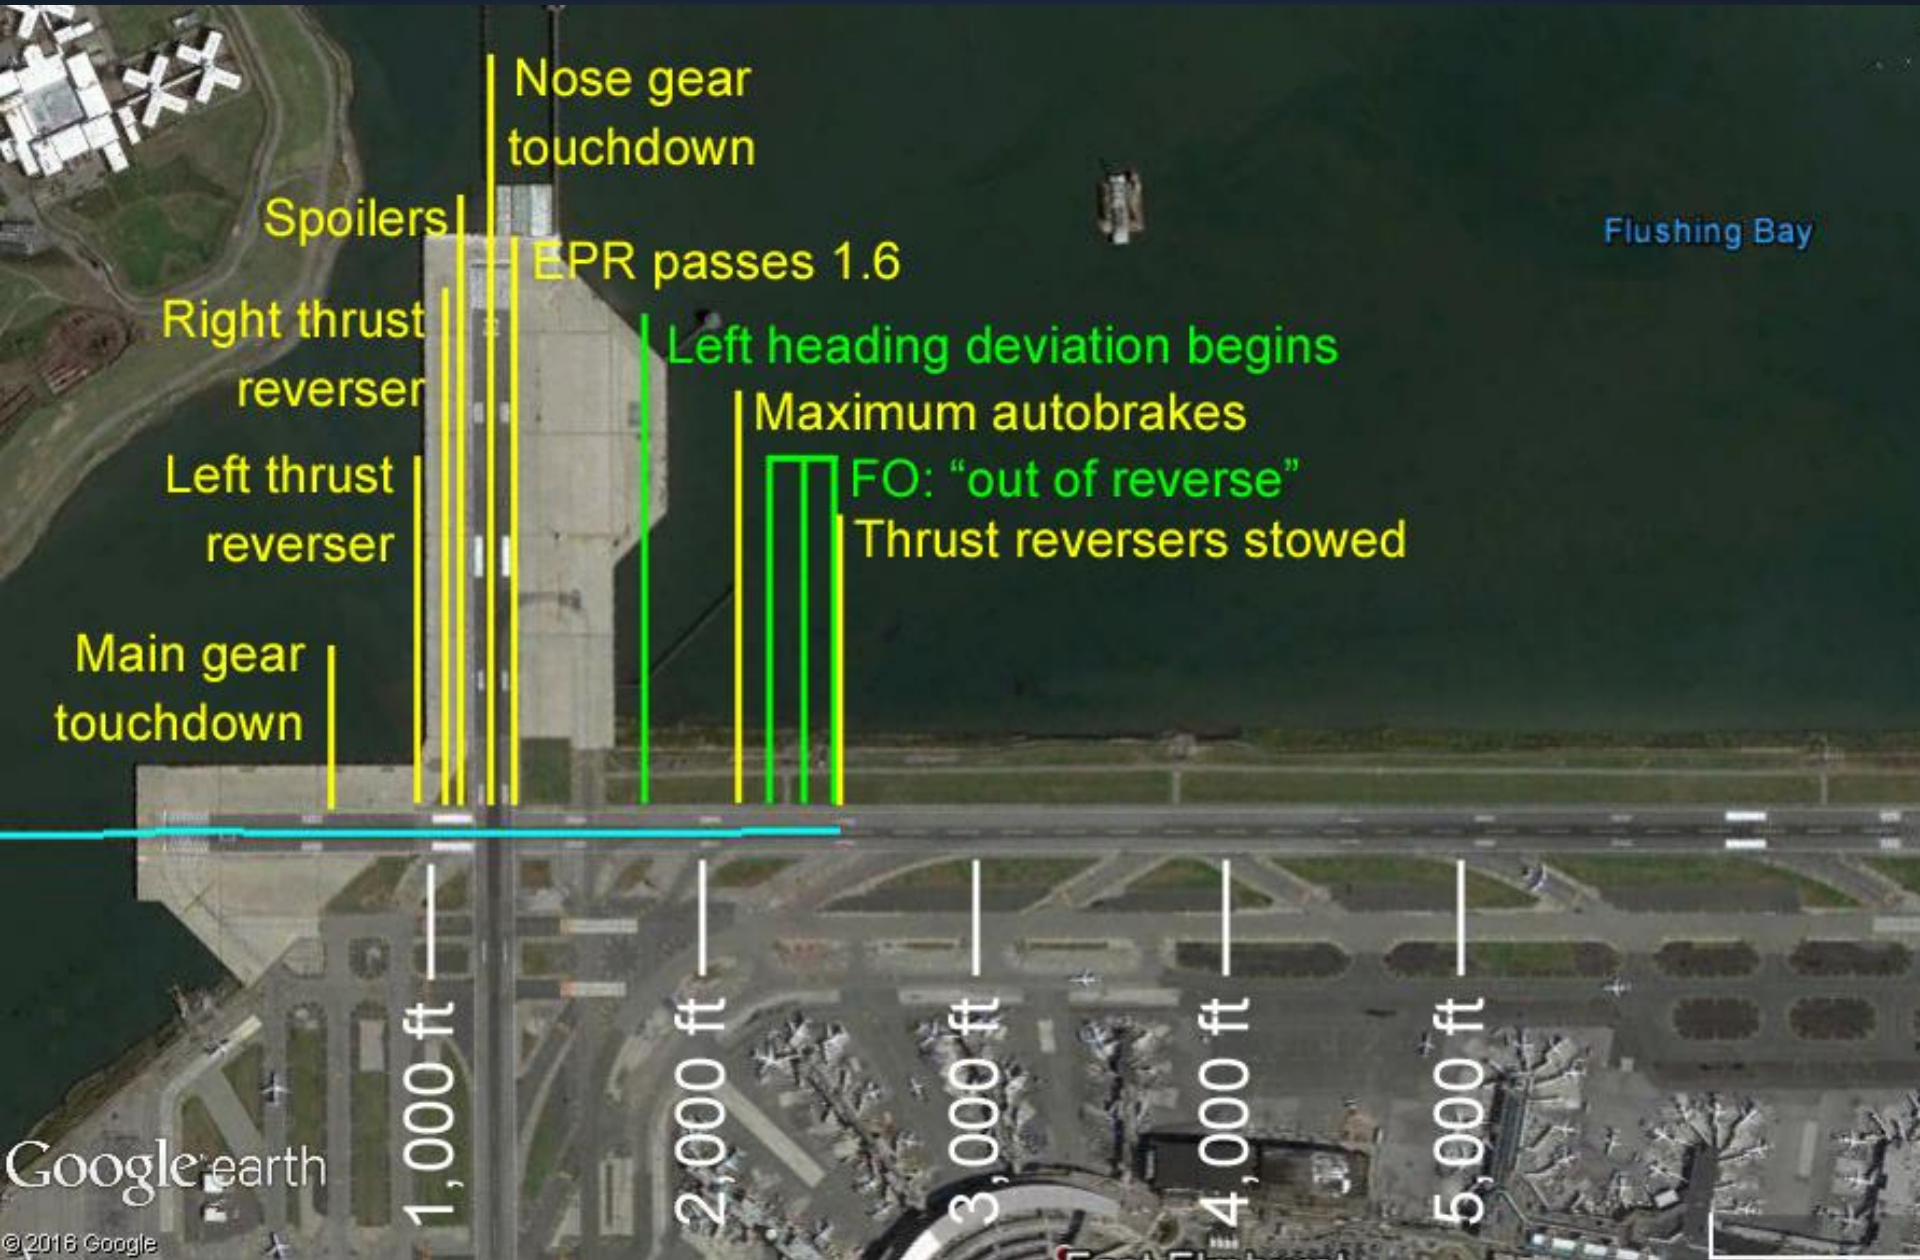 Nose gear
touchdown
Spoilers
Flushing Bay
EPR passes 1.6
Right thrust
reverser
Left heading deviation begins
Maximum autobrakes
Left thrust
reverser
FO: “out of reverse”
Thrust reversers stowed
Main gear
touchdown
1,000 ft
2,000 ft
3,000 ft
4,000 ft
5,000 ft
Google earth
© 2016 Google